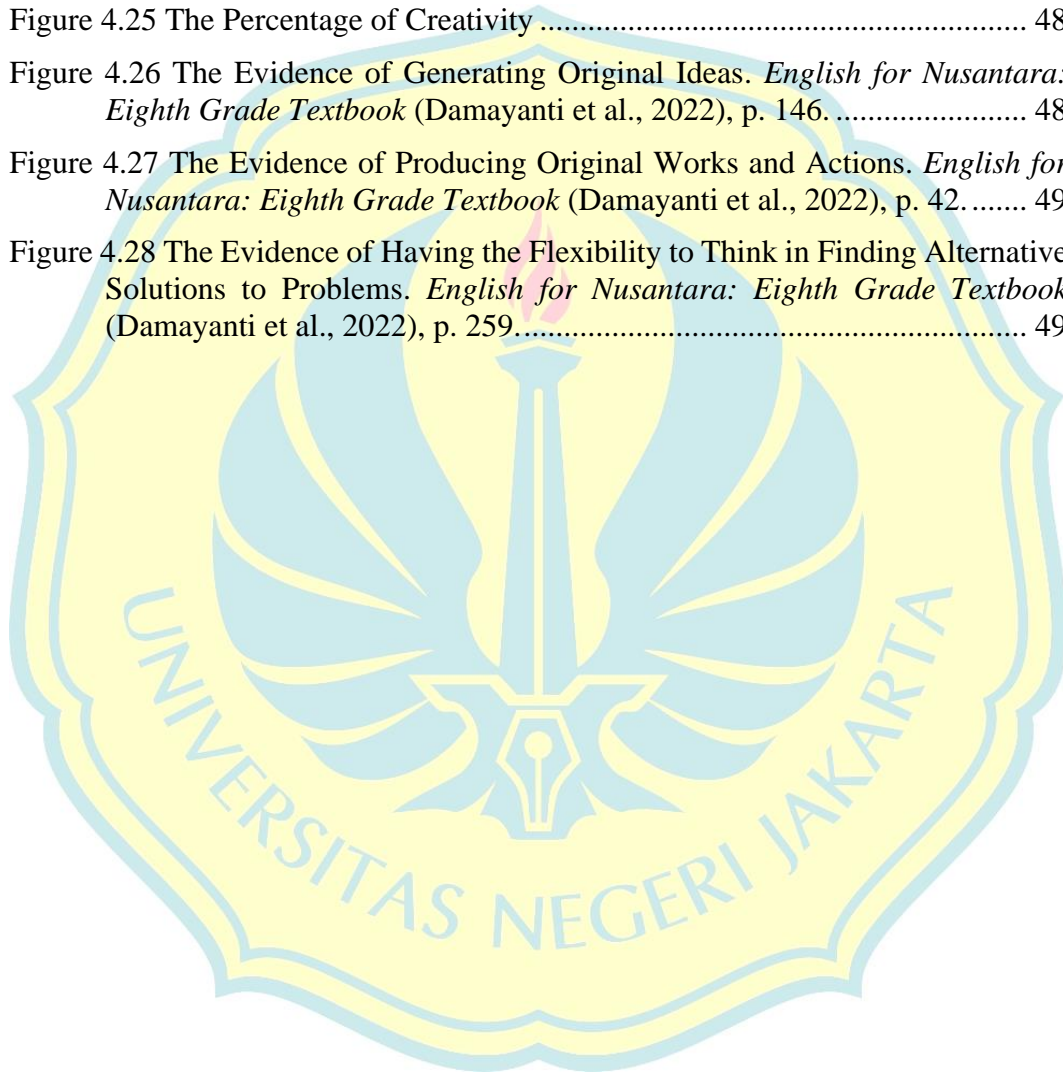 Figure 4.25 The Percentage of Creativity .............................................................. 48
Figure 4.26 The Evidence of Generating Original Ideas. English for Nusantara:
Eighth Grade Textbook (Damayanti et al., 2022), p. 146. ........................ 48
Figure 4.27 The Evidence of Producing Original Works and Actions. English for
Nusantara: Eighth Grade Textbook (Damayanti et al., 2022), p. 42. ....... 49
Figure 4.28 The Evidence of Having the Flexibility to Think in Finding Alternative
Solutions to Problems. English for Nusantara: Eighth Grade Textbook
(Damayanti et al., 2022), p. 259. ................................................................ 49
UNIVERSITAS NEGERI JAKARTA